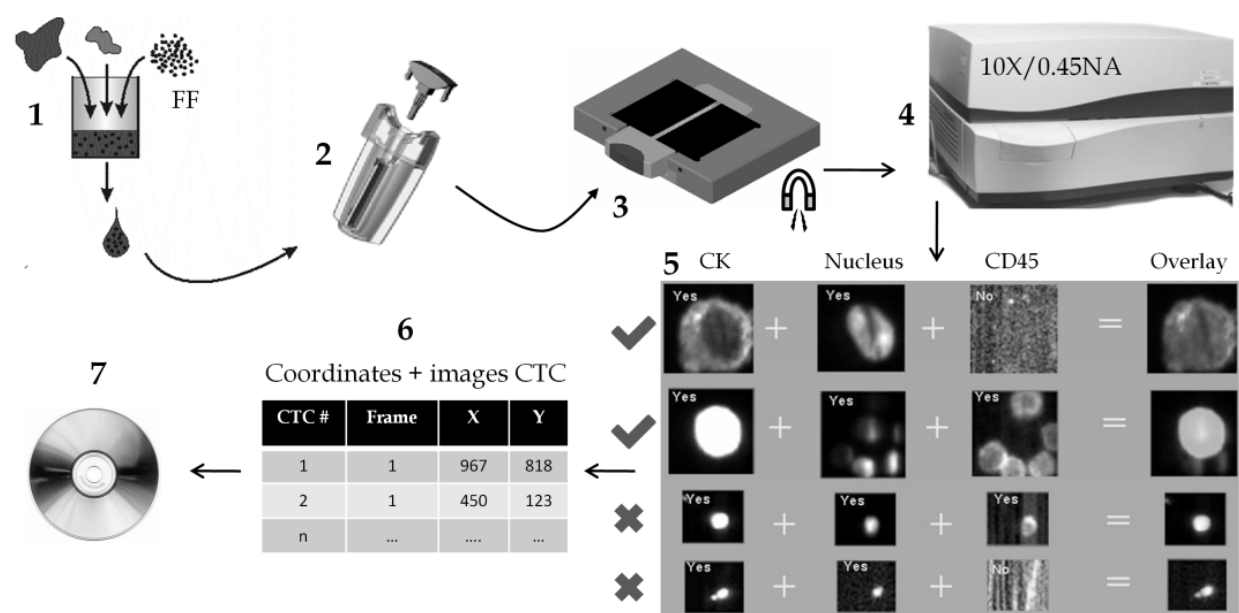 1
FF
2
3
4
10X/0.45NA
5 CK Nucleus CD45 Overlay
Yes + Yes + No =
Yes + Yes + Yes =
Yes + Yes + Yes =
Yes + Yes + No =
6
Coordinates + images CTC
CTC # Frame X Y
1 1 967 818
2 1 450 123
n ... .... ...
7